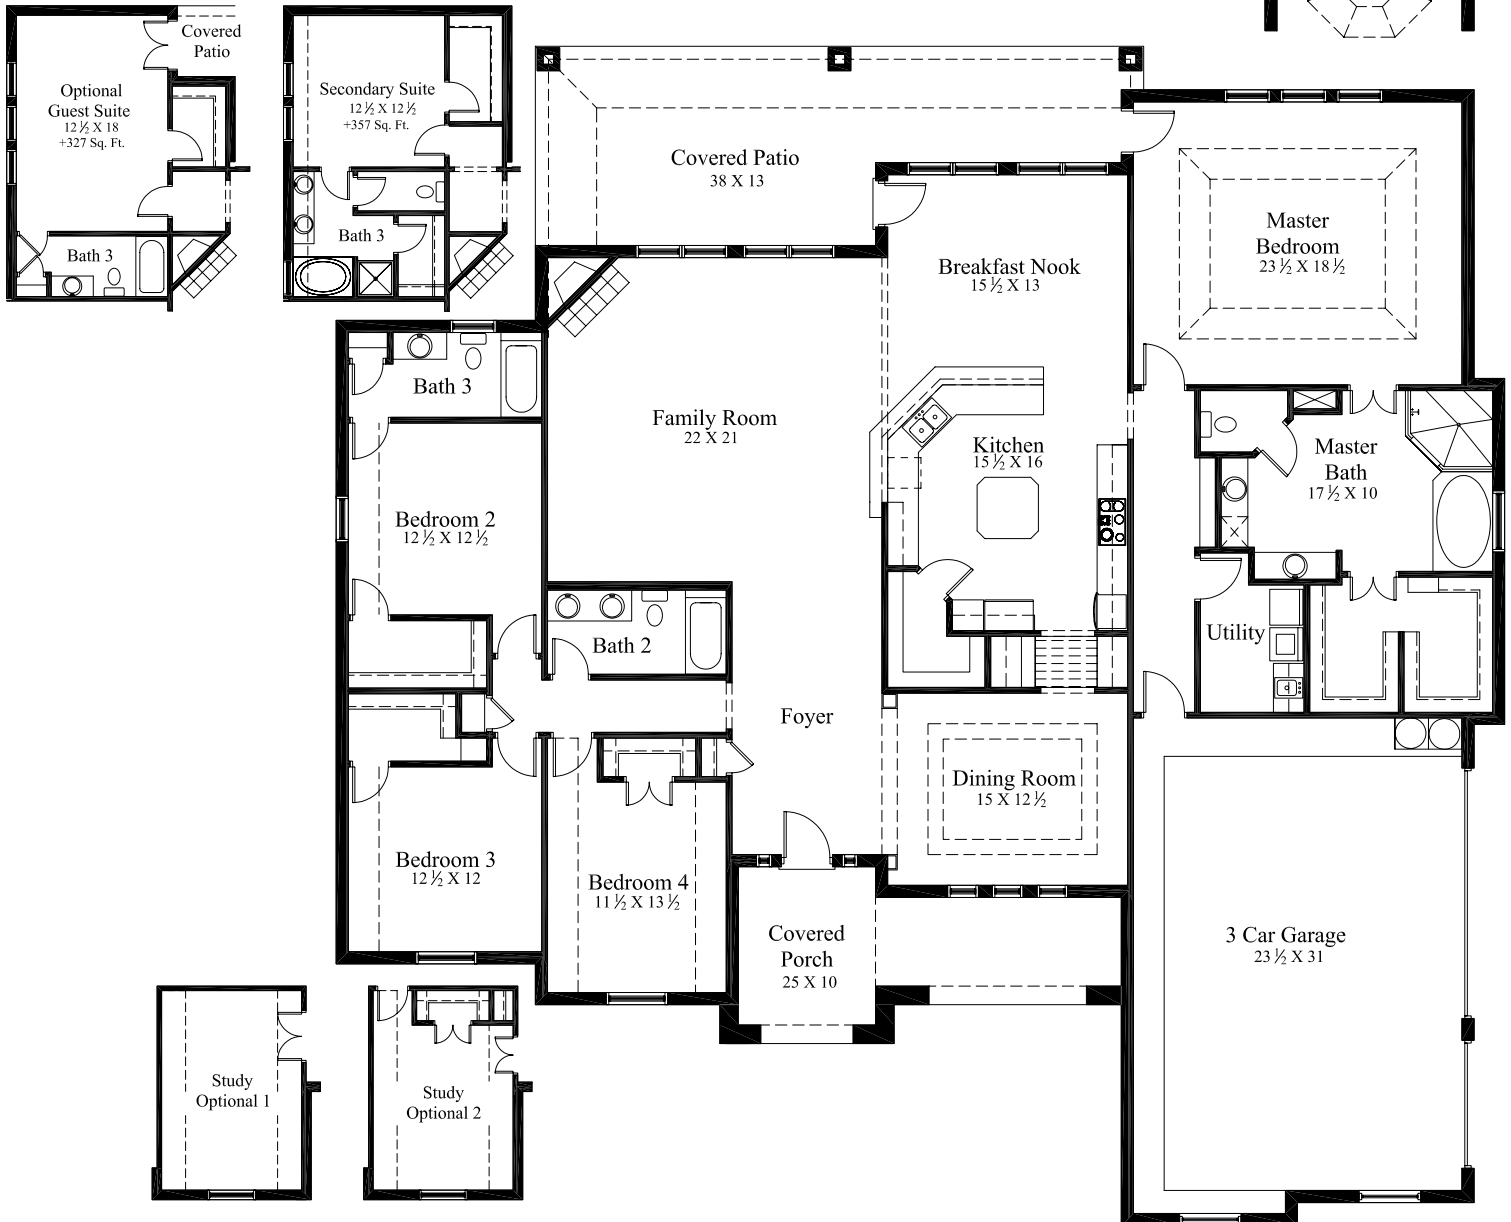 Covered
Patio
Optional
Guest Suite
12 ½ X 18
+327 Sq. Ft.
Bath 3
Secondary Suite
12 ½ X 12 ½
+357 Sq. Ft.
Bath 3
Covered Patio
38 X 13
Master
Bedroom
23 ½ X 18 ½
Breakfast Nook
15 ½ X 13
Bath 3
Family Room
22 X 21
Kitchen
15 ½ X 16
Master
Bath
17 ½ X 10
Bedroom 2
12 ½ X 12 ½
Bath 2
Utility
Foyer
Dining Room
15 X 12 ½
Bedroom 3
12 ½ X 12
Bedroom 4
11 ½ X 13 ½
Covered
Porch
25 X 10
3 Car Garage
23 ½ X 31
Study
Optional 1
Study
Optional 2